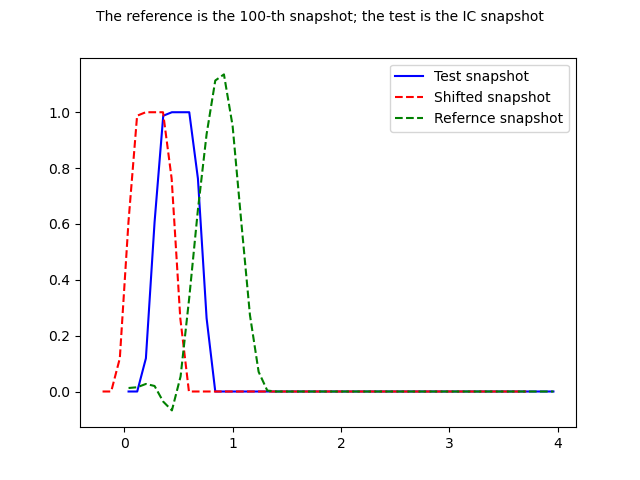 The reference is the 100-th snapshot; the test is the IC snapshot
Test snapshot
Shifted snapshot
Refernce snapshot
1.0
0.8
0.6
0.4
0.2
0.0
0 1 2 3 4